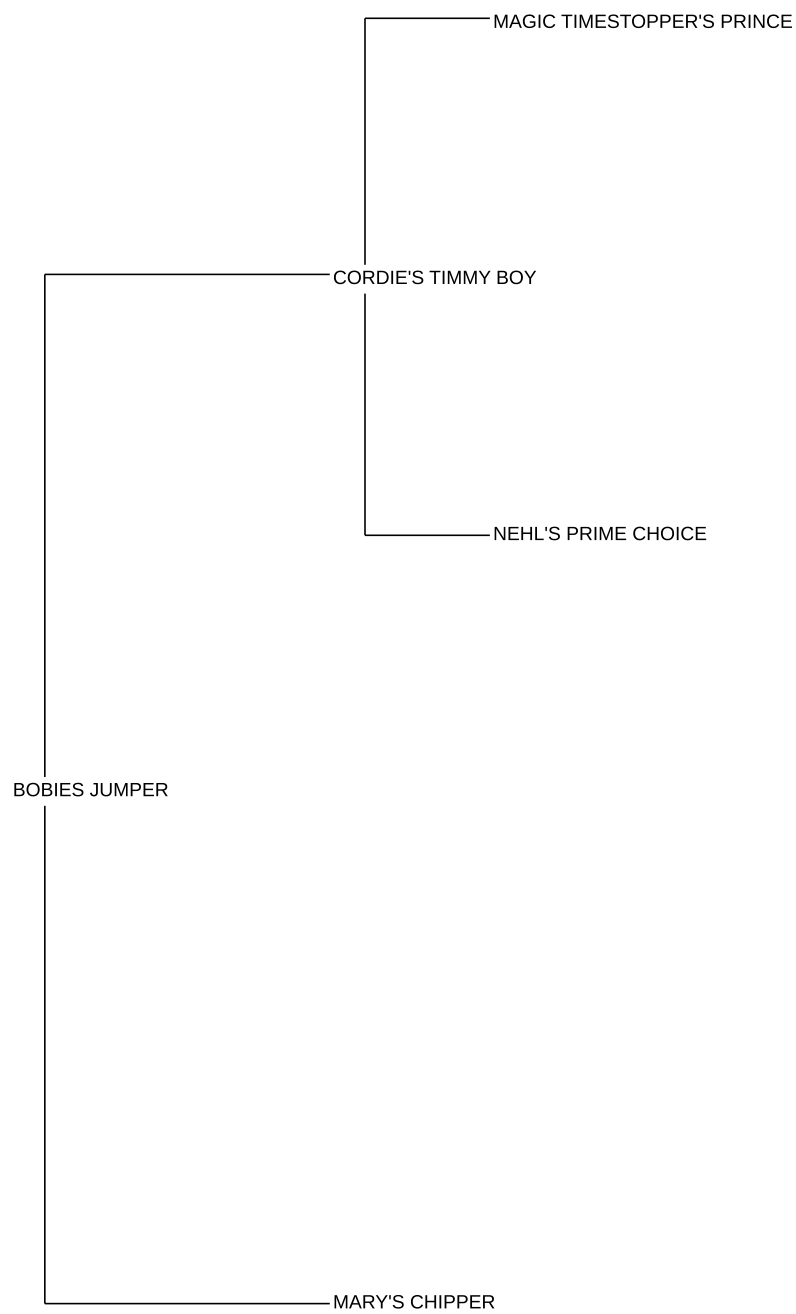 MAGIC TIMESTOPPER'S PRINCE
CORDIE'S TIMMY BOY
NEHL'S PRIME CHOICE
BOBIES JUMPER
MARY'S CHIPPER